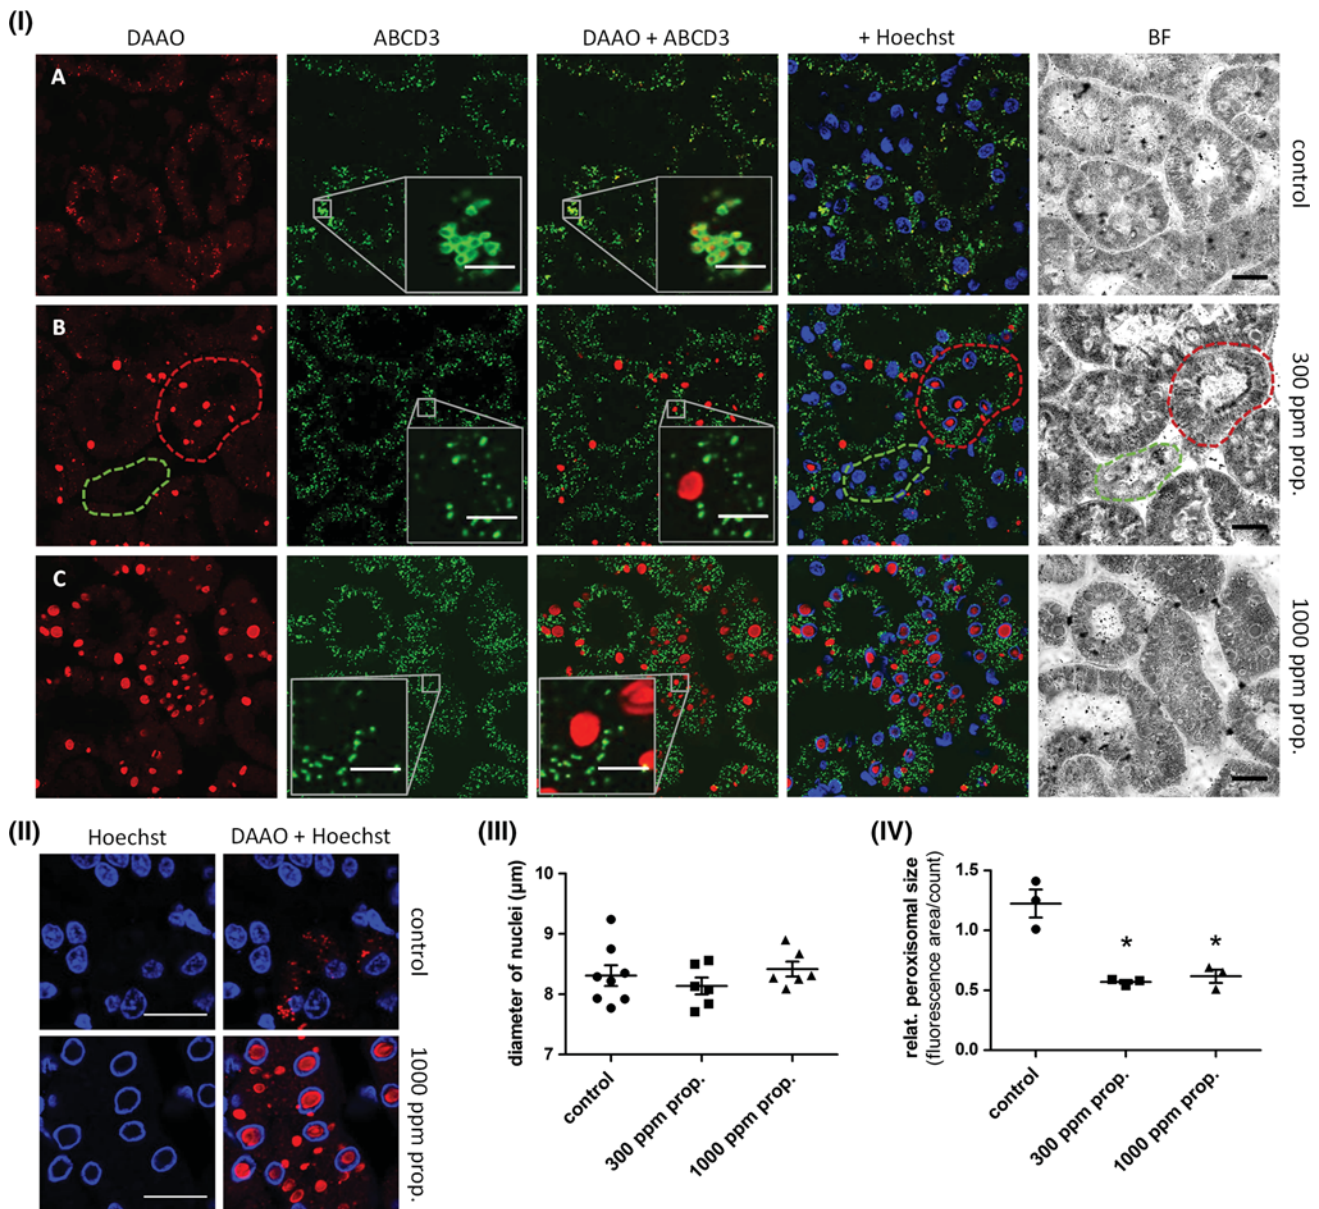 (I)
DAAO ABCD3 DAAO + ABCD3 + Hoechst BF
A
control
B
300 ppm prop.
C
1000 ppm prop.
(II)
Hoechst DAAO + Hoechst
control
1000 ppm prop.
(III)
diameter of nuclei (µm)
10
9
8
7
control
300 ppm prop.
1000 ppm prop.
(IV)
relat. peroxisomal size
(fluorescence area/count)
1.5
1.0
0.5
0.0
* *
control
300 ppm prop.
1000 ppm prop.